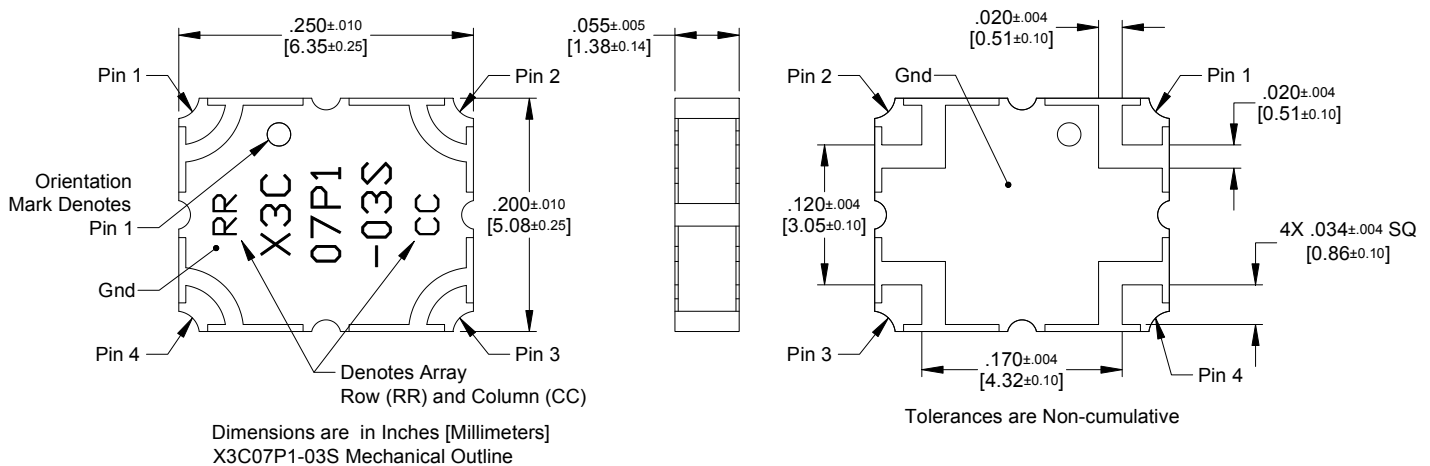 .250±.010
[6.35±0.25]
Pin 1
Pin 2
Orientation
Mark Denotes
Pin 1
RR
X3C
07P1
-03S
CC
.200±.010
[5.08±0.25]
Gnd
Pin 4
Pin 3
Denotes Array
Row (RR) and Column (CC)
Dimensions are in Inches [Millimeters]
X3C07P1-03S Mechanical Outline
.055±.005
[1.38±0.14]
.020±.004
[0.51±0.10]
Pin 2
Gnd
Pin 1
.020±.004
[0.51±0.10]
.120±.004
[3.05±0.10]
4X .034±.004 SQ
[0.86±0.10]
Pin 3
.170±.004
[4.32±0.10]
Pin 4
Tolerances are Non-cumulative